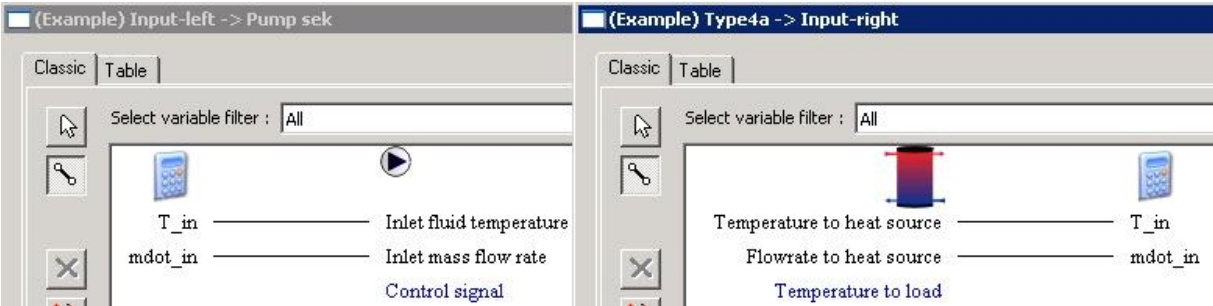 (Example) Input-left -> Pump sek
Classic
Table
Select variable filter :
All
T_in
Inlet fluid temperature
mdot_in
Inlet mass flow rate
Control signal
(Example) Type4a -> Input-right
Classic
Table
Select variable filter :
All
Temperature to heat source
T_in
Flowrate to heat source
mdot_in
Temperature to load